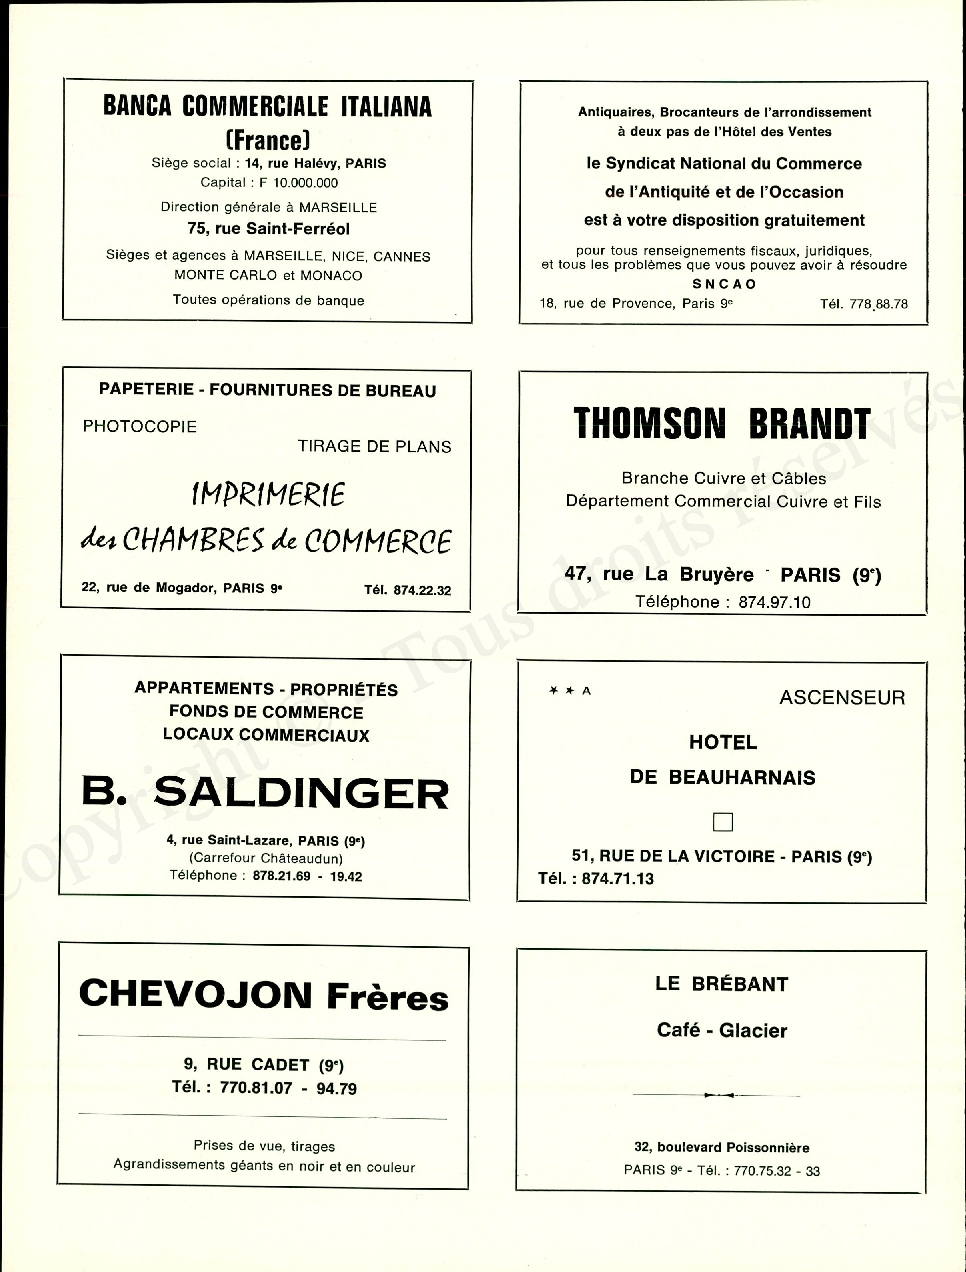 BANCA COMMERCIALE ITALIANA
(France)
Siège social : 14, rue Halévy, PARIS
Capital : F 10.000.000
Direction générale à MARSEILLE
75, rue Saint-Ferréol
Sièges et agences à MARSEILLE, NICE, CANNES
MONTE CARLO et MONACO
Toutes opérations de banque
Antiquaires, Brocanteurs de l'arrondissement
à deux pas de l'Hôtel des Ventes
le Syndicat National du Commerce
de l'Antiquité et de l'Occasion
est à votre disposition gratuitement
pour tous renseignements fiscaux, juridiques,
et tous les problèmes que vous pouvez avoir à résoudre
SNCAO
18, rue de Provence, Paris 9e Tél. 778.88.78
PAPETERIE - FOURNITURES DE BUREAU
PHOTOCOPIE
TIRAGE DE PLANS
IMPRIMERIE
des CHAMBRES de COMMERCE
22, rue de Mogador, PARIS 9e Tél. 874.22.32
THOMSON BRANDT
Branche Cuivre et Câbles
Département Commercial Cuivre et Fils
47, rue La Bruyère - PARIS (9e)
Téléphone : 874.97.10
APPARTEMENTS - PROPRIÉTÉS
FONDS DE COMMERCE
LOCAUX COMMERCIAUX
B. SALDINGER
4, rue Saint-Lazare, PARIS (9e)
(Carrefour Châteaudun)
Téléphone : 878.21.69 - 19.42
* * A
ASCENSEUR
HOTEL
DE BEAUHARNAIS
51, RUE DE LA VICTOIRE - PARIS (9e)
Tél. : 874.71.13
CHEVOJON Frères
9, RUE CADET (9e)
Tél. : 770.81.07 - 94.79
Prises de vue, tirages
Agrandissements géants en noir et en couleur
LE BRÉBANT
Café - Glacier
32, boulevard Poissonnière
PARIS 9e - Tél. : 770.75.32 - 33
Copyright © Tous droits réservés